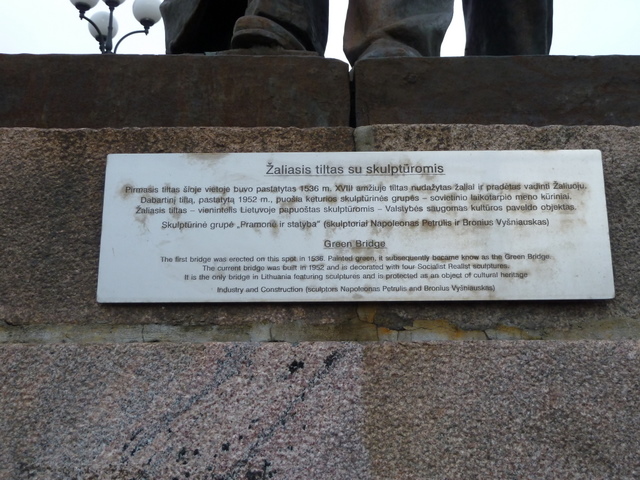 Žaliasis tiltas su skulptūromis
Pirmasis tiltas šioje vietoje buvo pastatytas 1536 m. XVIII amžiuje tiltas nudažytas žaliai ir pradėtas vadinti Žaliuoju.
Dabartinį tiltą, pastatytą 1952 m., puošia keturios skulptūrinės grupės – sovietinio laikotarpio meno kūriniai.
Žaliasis tiltas – vienintelis Lietuvoje papuoštas skulptūromis – Valstybės saugomas kultūros paveldo objektas.
Skulptūrinė grupė „Pramonė ir statyba" (skulptoriai Napoleonas Petrulis ir Bronius Vyšniauskas)
Green Bridge
The first bridge was erected on this spot in 1536. Painted green, it subsequently became know as the Green Bridge.
The current bridge was built in 1952 and is decorated with four Socialist Realist sculptures.
It is the only bridge in Lithuania featuring sculptures and is protected as an object of cultural heritage
Industry and Construction (sculptors Napoleonas Petrulis and Bronius Vyšniauskas)